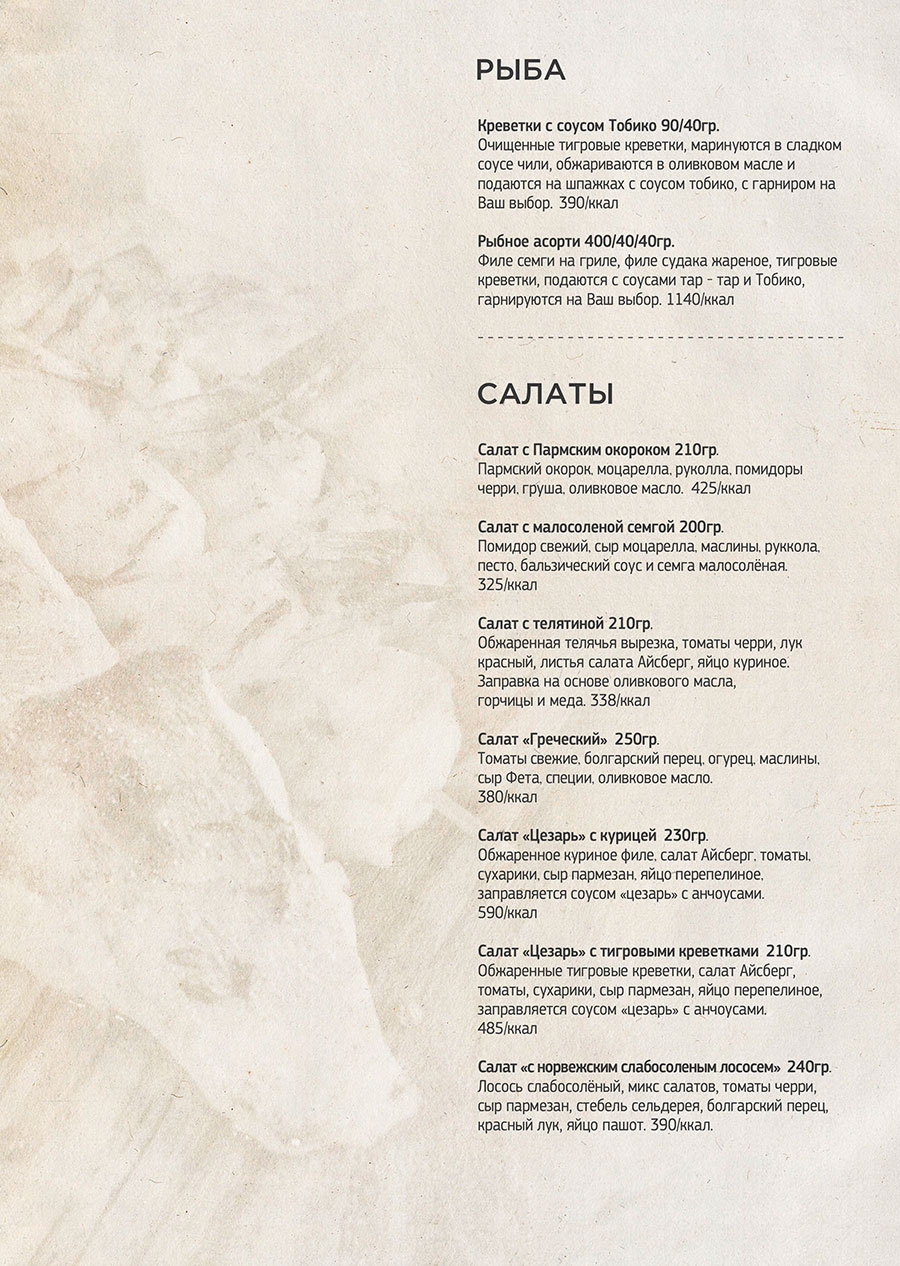 РЫБА
Креветки с соусом Тобико 90/40гр.
Очищенные тигровые креветки, маринуются в сладком
соусе чили, обжариваются в оливковом масле и
подаются на шпажках с соусом тобико, с гарниром на
Ваш выбор. 390/ккал
Рыбное асорти 400/40/40гр.
Филе семги на гриле, филе судака жареное, тигровые
креветки, подаются с соусами тар - тар и Тобико,
гарнируются на Ваш выбор. 1140/ккал
САЛАТЫ
Салат с Пармским окороком 210гр.
Пармский окорок, моцарелла, руколла, помидоры
черри, груша, оливковое масло. 425/ккал
Салат с малосоленой семгой 200гр.
Помидор свежий, сыр моцарелла, маслины, руккола,
песто, бальзический соус и семга малосолёная.
325/ккал
Салат с телятиной 210гр.
Обжаренная телячья вырезка, томаты черри, лук
красный, листья салата Айсберг, яйцо куриное.
Заправка на основе оливкового масла,
горчицы и меда. 338/ккал
Салат «Греческий» 250гр.
Томаты свежие, болгарский перец, огурец, маслины,
сыр Фета, специи, оливковое масло.
380/ккал
Салат «Цезарь» с курицей 230гр.
Обжаренное куриное филе, салат Айсберг, томаты,
сухарики, сыр пармезан, яйцо перепелиное,
заправляется соусом «цезарь» с анчоусами.
590/ккал
Салат «Цезарь» с тигровыми креветками 210гр.
Обжаренные тигровые креветки, салат Айсберг,
томаты, сухарики, сыр пармезан, яйцо перепелиное,
заправляется соусом «цезарь» с анчоусами.
485/ккал
Салат «с норвежским слабосоленым лососем» 240гр.
Лосось слабосолёный, микс салатов, томаты черри,
сыр пармезан, стебель сельдерея, болгарский перец,
красный лук, яйцо пашот. 390/ккал.